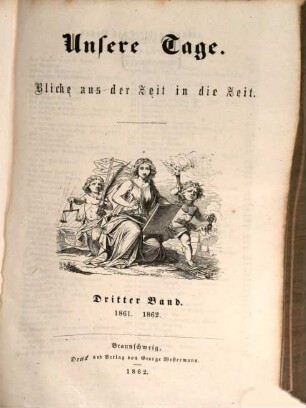 Unſere Tage.
Blicke aus der Zeit in die Zeit.
Dritter Band.
1861. 1862.
Braunſchweig,
Druck und Verlag von George Weſtermann.
1862.